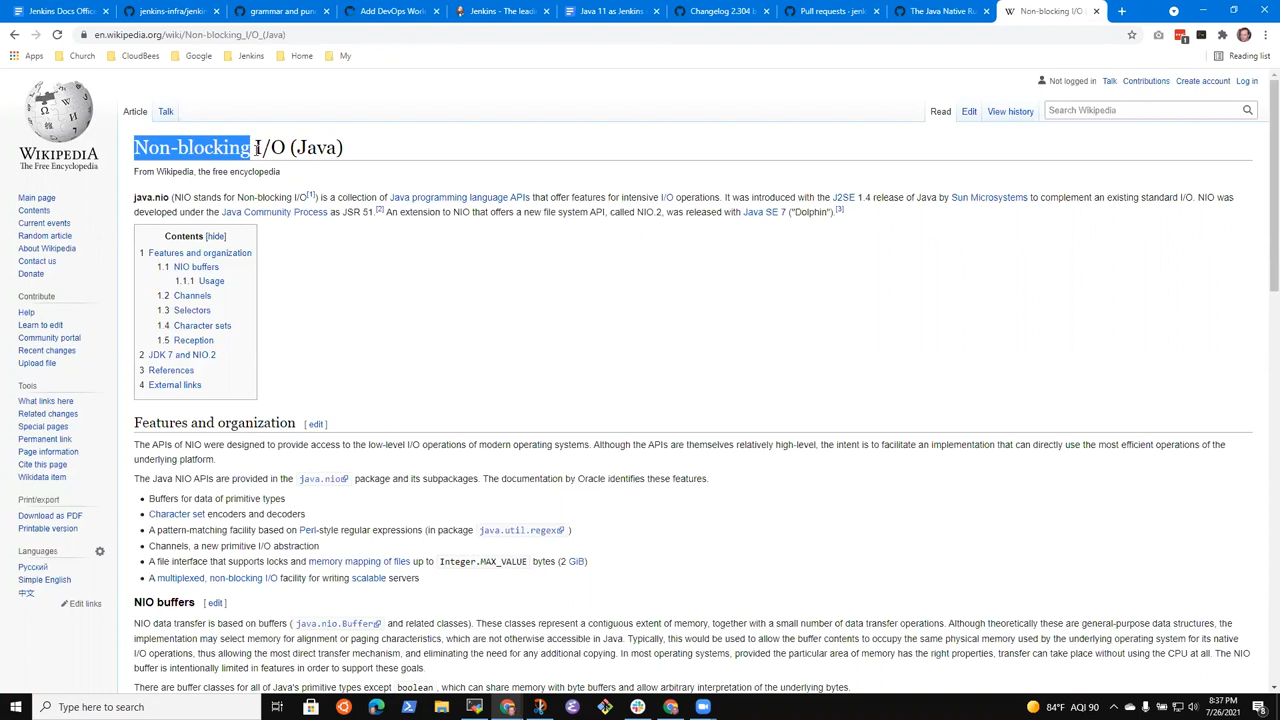 Jenkins Docs Offic
jenkins-infra/jenkin
grammar and pun
Add DevOps Worl
Jenkins - The leadi
Java 11 as Jenkins
Changelog 2.304 b
Pull requests · jenk
The Java Native Ru
Non-blocking I/O
en.wikipedia.org/wiki/Non-blocking_I/O_(Java)
Apps
Church
CloudBees
Google
Jenkins
Home
My
Reading list
Not logged in Talk Contributions Create account Log in
Article Talk
Read Edit View history
Search Wikipedia
WIKIPEDIA
The Free Encyclopedia
Main page
Contents
Current events
Random article
About Wikipedia
Contact us
Donate
Contribute
Help
Learn to edit
Community portal
Recent changes
Upload file
Tools
What links here
Related changes
Special pages
Permanent link
Page information
Cite this page
Wikidata item
Print/export
Download as PDF
Printable version
Languages
Русский
Simple English
中文
Edit links
Non-blocking I/O (Java)
From Wikipedia, the free encyclopedia
java.nio (NIO stands for Non-blocking I/O[1]) is a collection of Java programming language APIs that offer features for intensive I/O operations. It was introduced with the J2SE 1.4 release of Java by Sun Microsystems to complement an existing standard I/O. NIO was
developed under the Java Community Process as JSR 51.[2] An extension to NIO that offers a new file system API, called NIO.2, was released with Java SE 7 ("Dolphin").[3]
Contents [hide]
1 Features and organization
1.1 NIO buffers
1.1.1 Usage
1.2 Channels
1.3 Selectors
1.4 Character sets
1.5 Reception
2 JDK 7 and NIO.2
3 References
4 External links
Features and organization [ edit ]
The APIs of NIO were designed to provide access to the low-level I/O operations of modern operating systems. Although the APIs are themselves relatively high-level, the intent is to facilitate an implementation that can directly use the most efficient operations of the
underlying platform.
The Java NIO APIs are provided in the java.nio package and its subpackages. The documentation by Oracle identifies these features.
• Buffers for data of primitive types
• Character set encoders and decoders
• A pattern-matching facility based on Perl-style regular expressions (in package java.util.regex )
• Channels, a new primitive I/O abstraction
• A file interface that supports locks and memory mapping of files up to Integer.MAX_VALUE bytes (2 GiB)
• A multiplexed, non-blocking I/O facility for writing scalable servers
NIO buffers [ edit ]
NIO data transfer is based on buffers ( java.nio.Buffer and related classes). These classes represent a contiguous extent of memory, together with a small number of data transfer operations. Although theoretically these are general-purpose data structures, the
implementation may select memory for alignment or paging characteristics, which are not otherwise accessible in Java. Typically, this would be used to allow the buffer contents to occupy the same physical memory used by the underlying operating system for its native
I/O operations, thus allowing the most direct transfer mechanism, and eliminating the need for any additional copying. In most operating systems, provided the particular area of memory has the right properties, transfer can take place without using the CPU at all. The NIO
buffer is intentionally limited in features in order to support these goals.
There are buffer classes for all of Java's primitive types except boolean , which can share memory with byte buffers and allow arbitrary interpretation of the underlying bytes.
Type here to search
84°F AQI 90
8:37 PM
7/26/2021